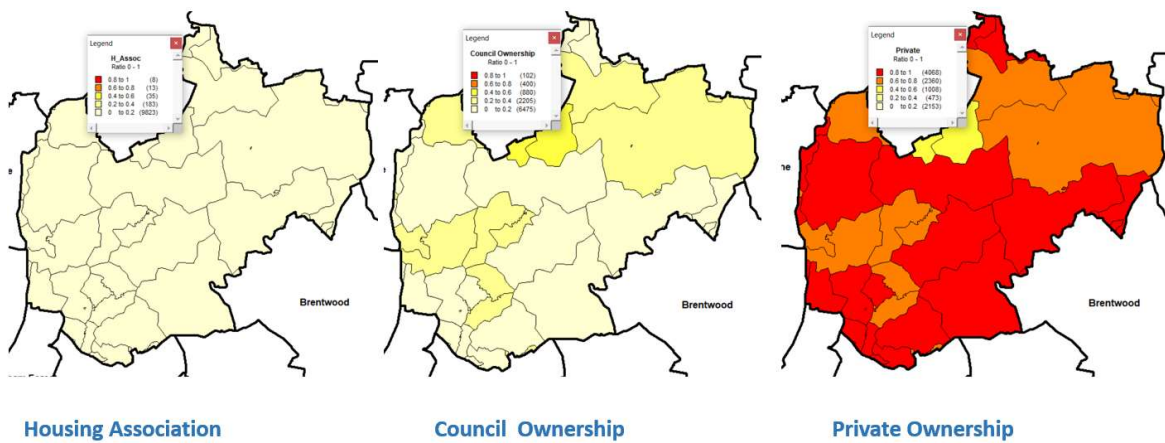 Legend
H_Assoc
Ratio 0 - 1
0.8 to 1 (8)
0.6 to 0.8 (13)
0.4 to 0.6 (35)
0.2 to 0.4 (183)
0 to 0.2 (9823)
Brentwood
Housing Association
Legend
Council Ownership
Ratio 0 - 1
0.8 to 1 (102)
0.6 to 0.8 (400)
0.4 to 0.6 (880)
0.2 to 0.4 (2205)
0 to 0.2 (6475)
Brentwood
Council Ownership
Legend
Private
Ratio 0 - 1
0.8 to 1 (4068)
0.6 to 0.8 (2360)
0.4 to 0.6 (1008)
0.2 to 0.4 (473)
0 to 0.2 (2153)
ne
Brentwood
Private Ownership